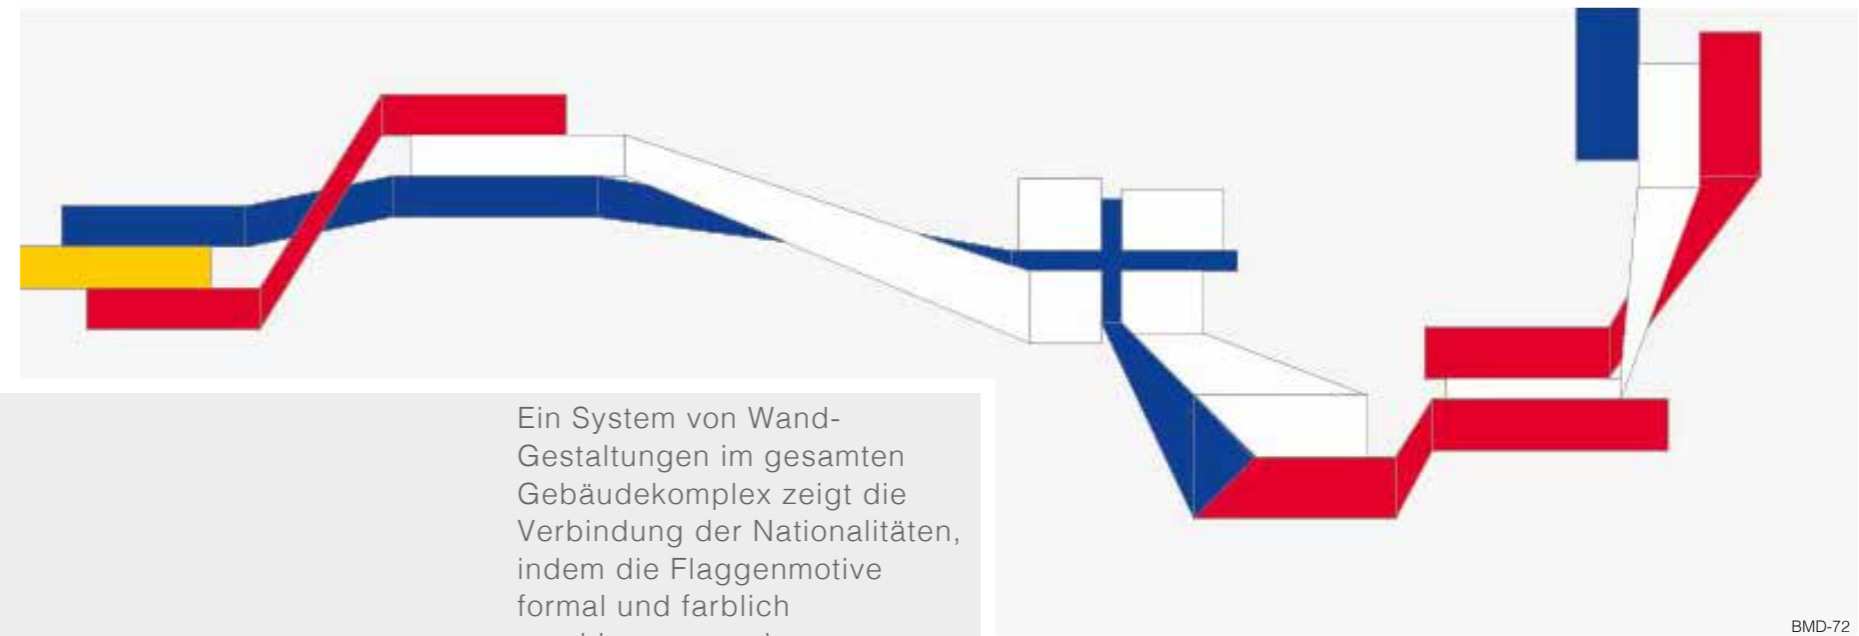 Ein System von Wand-
Gestaltungen im gesamten
Gebäudekomplex zeigt die
Verbindung der Nationalitäten,
indem die Flaggenmotive
formal und farblich
BMD-72